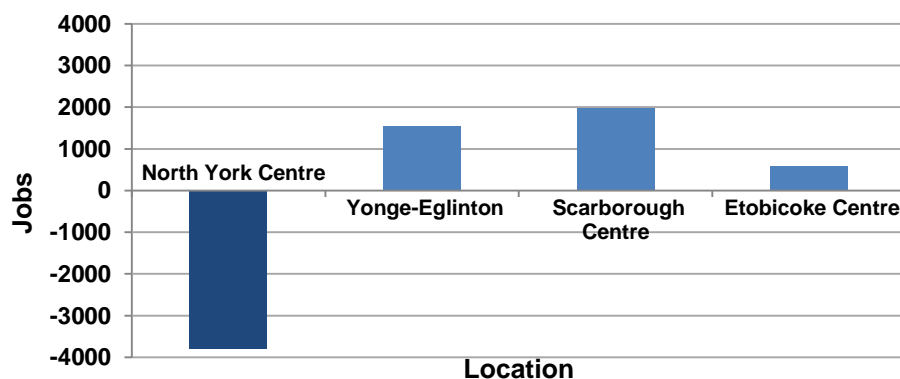 4000
3000
2000
1000
0
-1000
-2000
-3000
-4000
Jobs
North York Centre
Yonge-Eglinton
Scarborough
Centre
Etobicoke Centre
Location